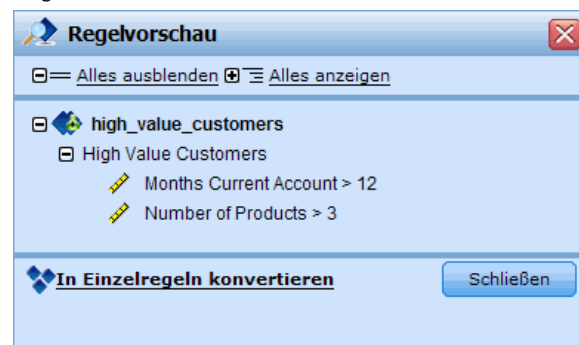 Regelvorschau
Alles ausblenden Alles anzeigen
high_value_customers
High Value Customers
Months Current Account > 12
Number of Products > 3
In Einzelregeln konvertieren Schließen